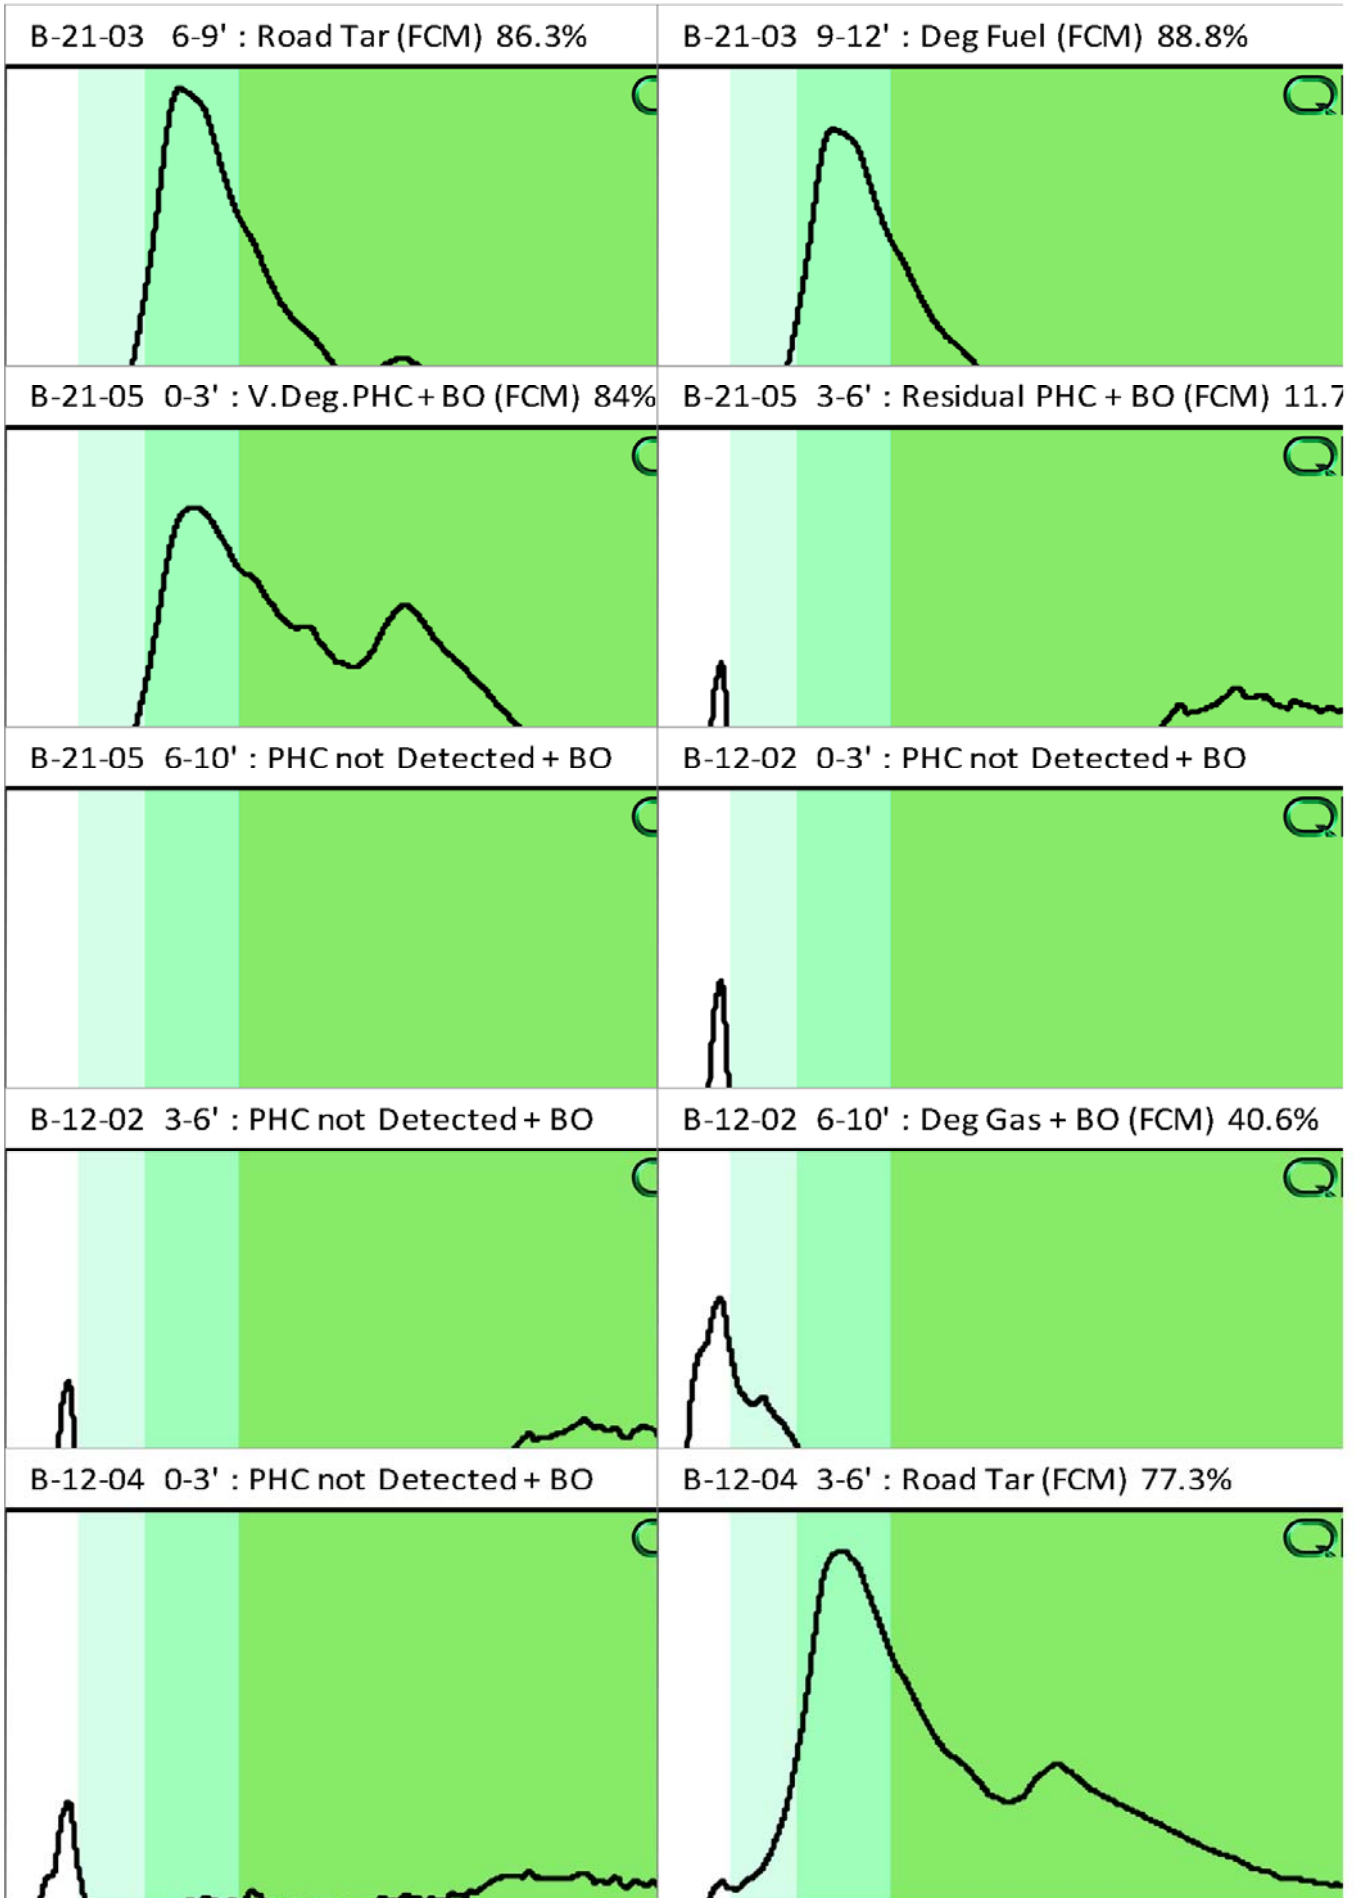 B-21-03 6-9' : Road Tar (FCM) 86.3%
B-21-03 9-12' : Deg Fuel (FCM) 88.8%
B-21-05 0-3' : V.Deg.PHC + BO (FCM) 84%
B-21-05 3-6' : Residual PHC + BO (FCM) 11.7
B-21-05 6-10' : PHC not Detected + BO
B-12-02 0-3' : PHC not Detected + BO
B-12-02 3-6' : PHC not Detected + BO
B-12-02 6-10' : Deg Gas + BO (FCM) 40.6%
B-12-04 0-3' : PHC not Detected + BO
B-12-04 3-6' : Road Tar (FCM) 77.3%